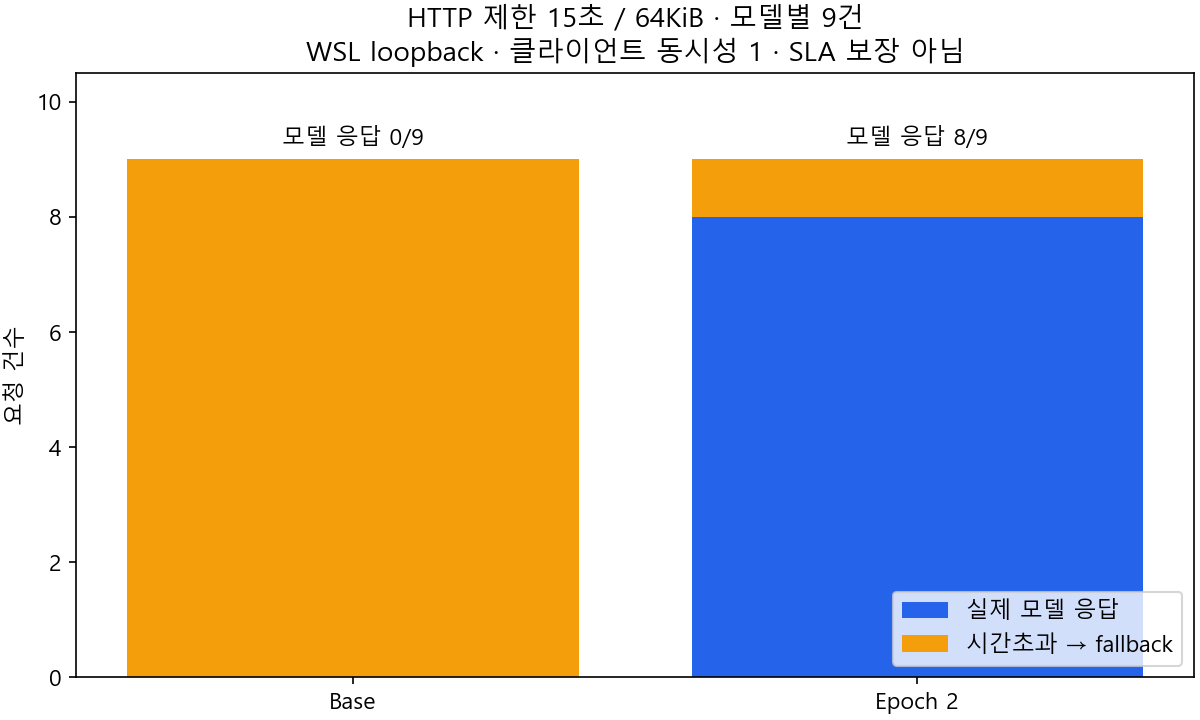 HTTP 제한 15초 / 64KiB · 모델별 9건
WSL loopback · 클라이언트 동시성 1 · SLA 보장 아님
요청 건수
10
8
6
4
2
0
모델 응답 0/9
모델 응답 8/9
실제 모델 응답
시간초과 → fallback
Base
Epoch 2